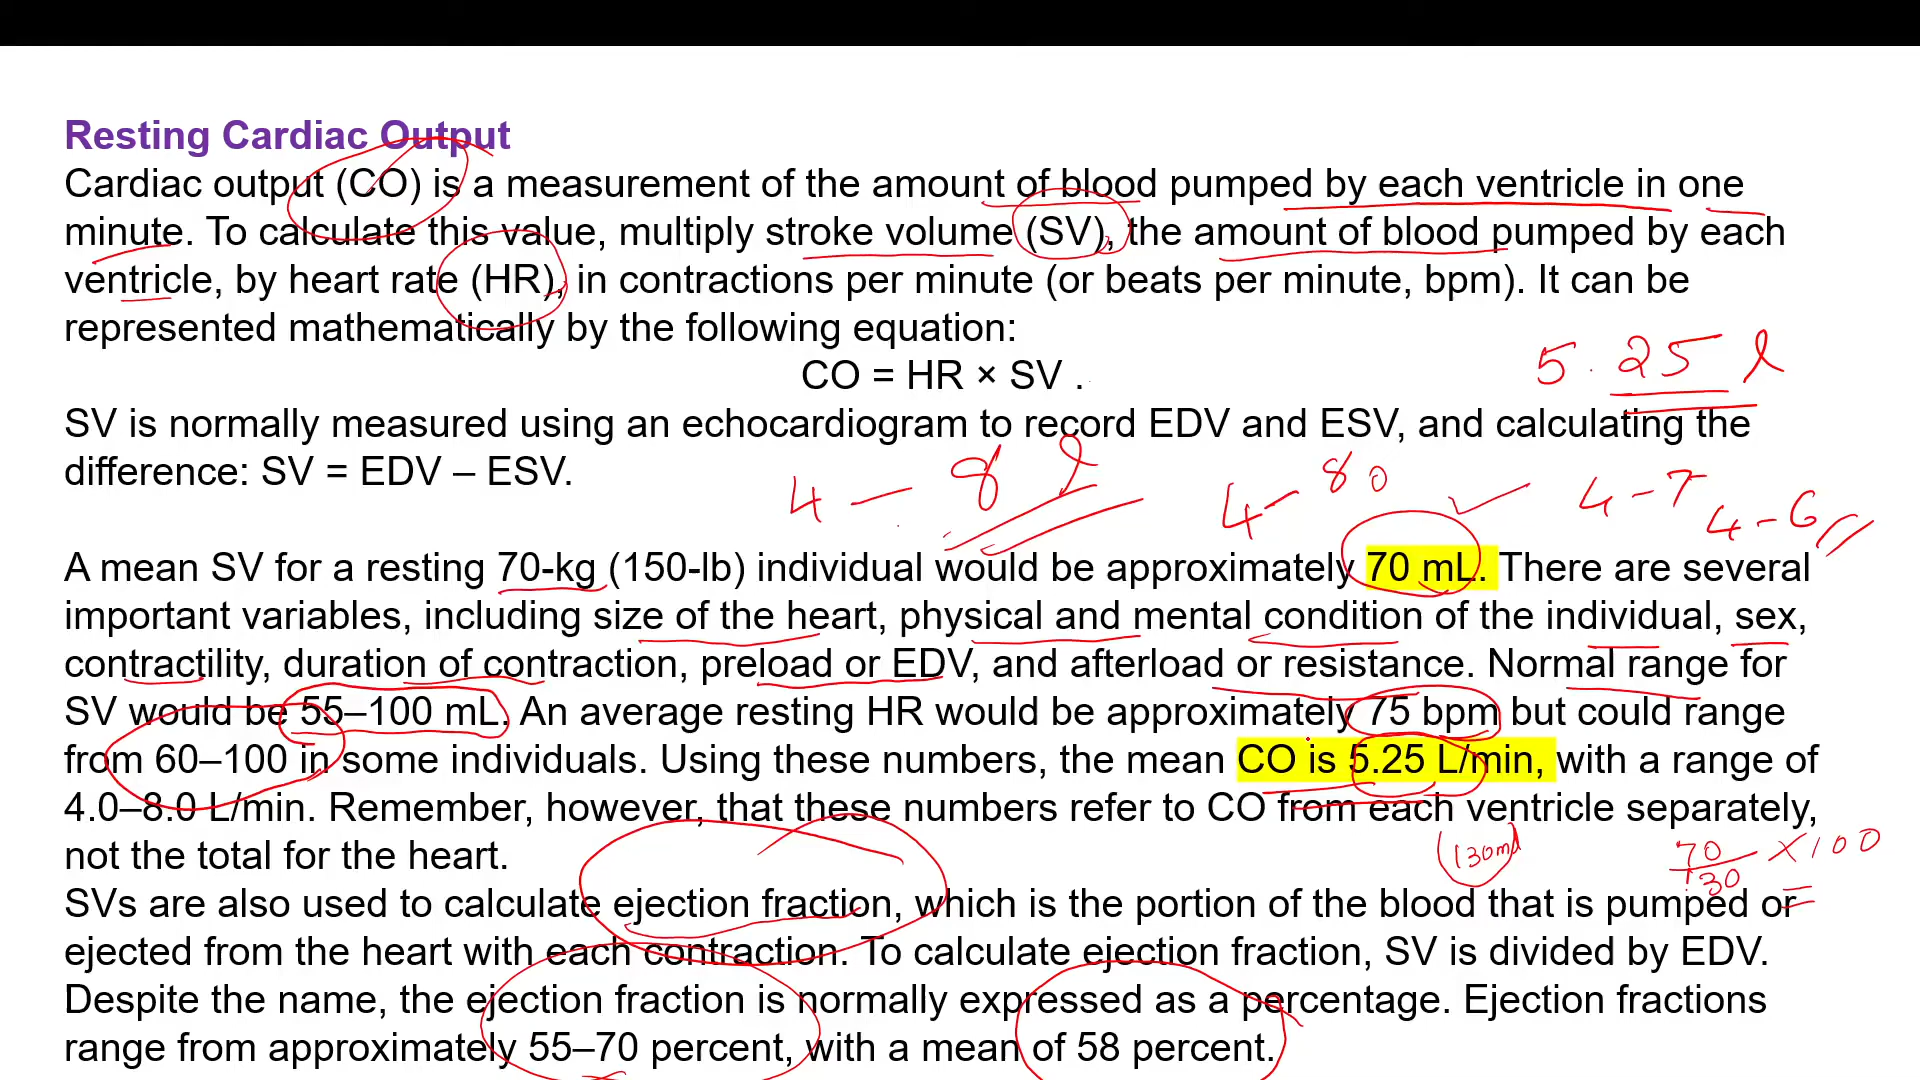 Resting Cardiac Output
Cardiac output (CO) is a measurement of the amount of blood pumped by each ventricle in one
minute. To calculate this value, multiply stroke volume (SV), the amount of blood pumped by each
ventricle, by heart rate (HR), in contractions per minute (or beats per minute, bpm). It can be
represented mathematically by the following equation:
5.25 l
CO = HR × SV .
SV is normally measured using an echocardiogram to record EDV and ESV, and calculating the
difference: SV = EDV – ESV.
4 – 8 l
4 – 80
4 – 7
4 – 6
A mean SV for a resting 70-kg (150-lb) individual would be approximately 70 mL. There are several
important variables, including size of the heart, physical and mental condition of the individual, sex,
contractility, duration of contraction, preload or EDV, and afterload or resistance. Normal range for
SV would be 55–100 mL. An average resting HR would be approximately 75 bpm but could range
from 60–100 in some individuals. Using these numbers, the mean CO is 5.25 L/min, with a range of
4.0–8.0 L/min. Remember, however, that these numbers refer to CO from each ventricle separately,
not the total for the heart.
130ml
70/130 × 100 =
SVs are also used to calculate ejection fraction, which is the portion of the blood that is pumped or
ejected from the heart with each contraction. To calculate ejection fraction, SV is divided by EDV.
Despite the name, the ejection fraction is normally expressed as a percentage. Ejection fractions
range from approximately 55–70 percent, with a mean of 58 percent.